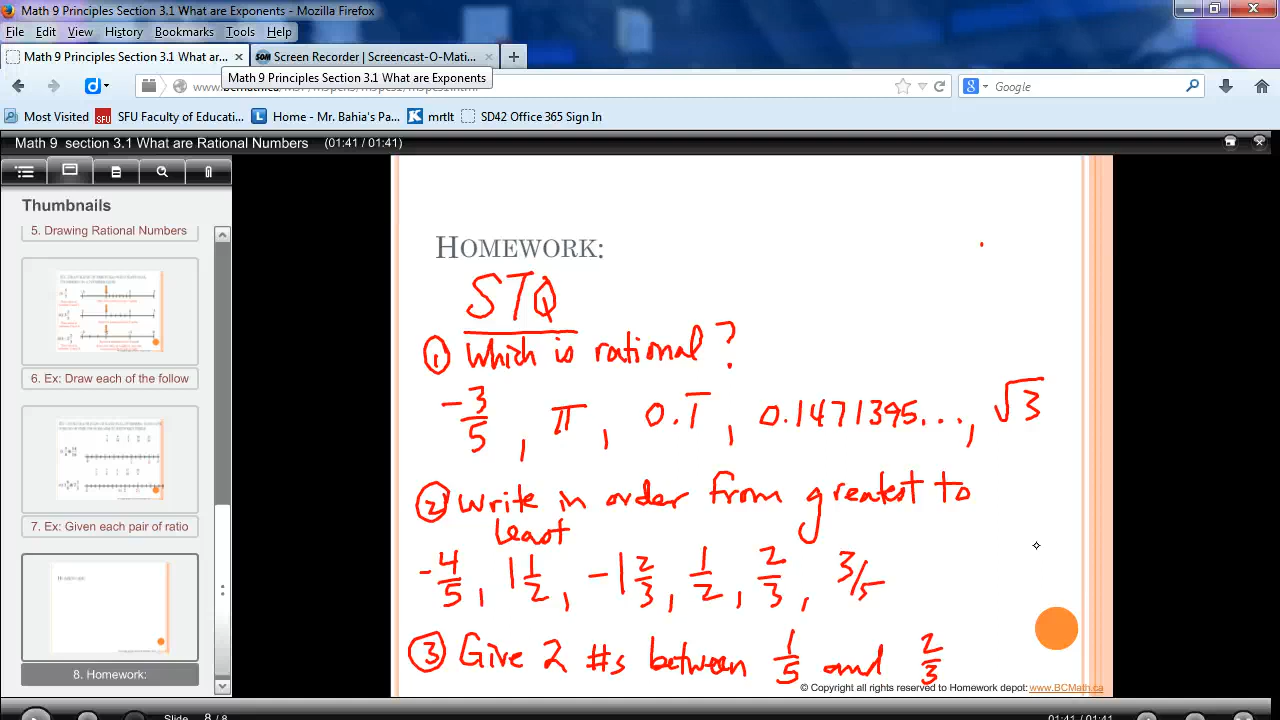 Math 9 Principles Section 3.1 What are Exponents - Mozilla Firefox
File Edit View History Bookmarks Tools Help
Math 9 Principles Section 3.1 What ar... × Screen Recorder | Screencast-O-Mati... × +
Math 9 Principles Section 3.1 What are Exponents
Google
Most Visited SFU Faculty of Educati... Home - Mr. Bahia's Pa... mrtlt SD42 Office 365 Sign In
Math 9 section 3.1 What are Rational Numbers (01:41 / 01:41)
Thumbnails
5. Drawing Rational Numbers
6. Ex: Draw each of the follow
7. Ex: Given each pair of ratio
8. Homework:
HOMEWORK:
STQ
① Which is rational?
-3/5, π, 0.1̅, 0.1471395..., √3
② Write in order from greatest to
least
-4/5, 1 1/2, -1 2/3, 1/2, 2/3, 3/5
③ Give 2 #s between 1/5 and 2/3
© Copyright all rights reserved to Homework depot: www.BCMath.ca
Slide 8 / 8 01:41 / 01:41